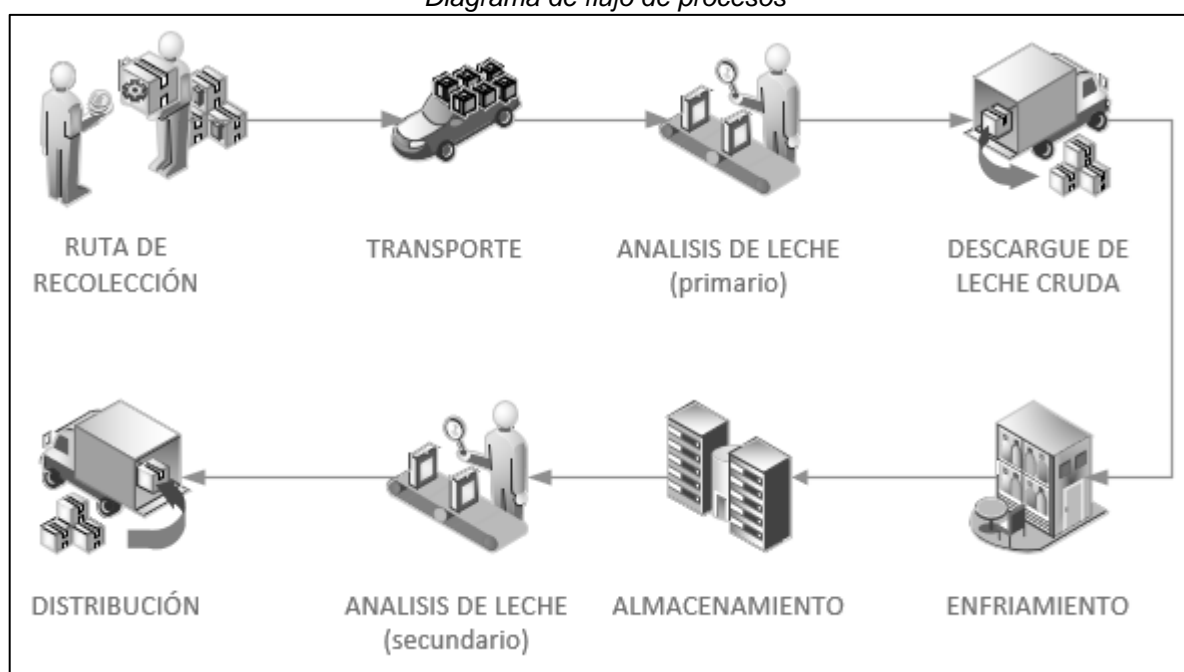 Diagrama de flujo de procesos
RUTA DE
RECOLECCIÓN
TRANSPORTE
ANALISIS DE LECHE
(primario)
DESCARGUE DE
LECHE CRUDA
DISTRIBUCIÓN
ANALISIS DE LECHE
(secundario)
ALMACENAMIENTO
ENFRIAMIENTO